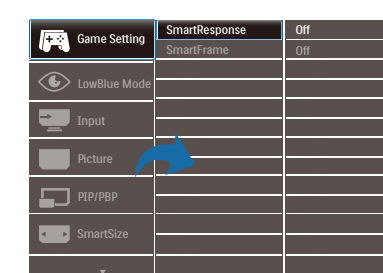 Game Setting
SmartResponse
Off
SmartFrame
Off
LowBlue Mode
Input
Picture
PIP/PBP
SmartSize